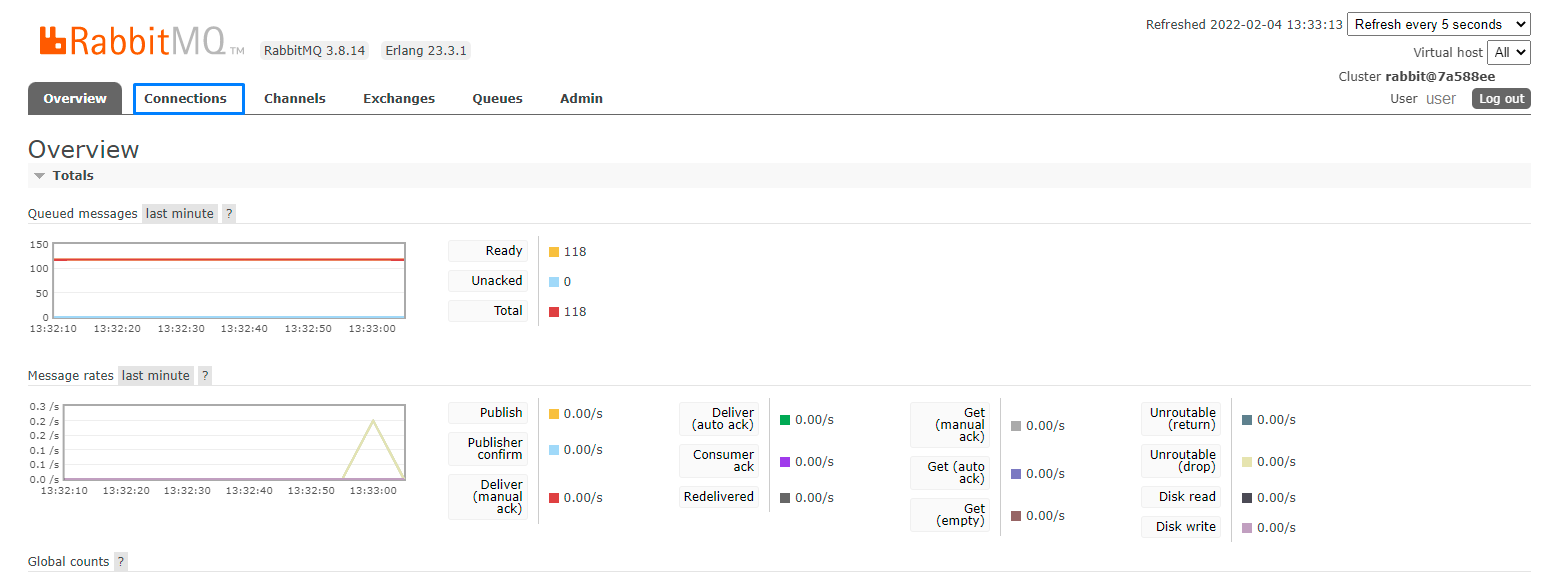 RabbitMQ TM
RabbitMQ 3.8.14 Erlang 23.3.1
Refreshed 2022-02-04 13:33:13 Refresh every 5 seconds
Virtual host All
Cluster rabbit@7a588ee
User user Log out
Overview Connections Channels Exchanges Queues Admin
Overview
Totals
Queued messages last minute ?
150
100
50
0
13:32:10 13:32:20 13:32:30 13:32:40 13:32:50 13:33:00
Ready 118
Unacked 0
Total 118
Message rates last minute ?
0.3 /s
0.2 /s
0.2 /s
0.1 /s
0.1 /s
0.0 /s
13:32:10 13:32:20 13:32:30 13:32:40 13:32:50 13:33:00
Publish 0.00/s
Publisher
confirm 0.00/s
Deliver
(manual
ack) 0.00/s
Deliver
(auto ack) 0.00/s
Consumer
ack 0.00/s
Redelivered 0.00/s
Get
(manual
ack) 0.00/s
Get (auto
ack) 0.00/s
Get
(empty) 0.00/s
Unroutable
(return) 0.00/s
Unroutable
(drop) 0.00/s
Disk read 0.00/s
Disk write 0.00/s
Global counts ?